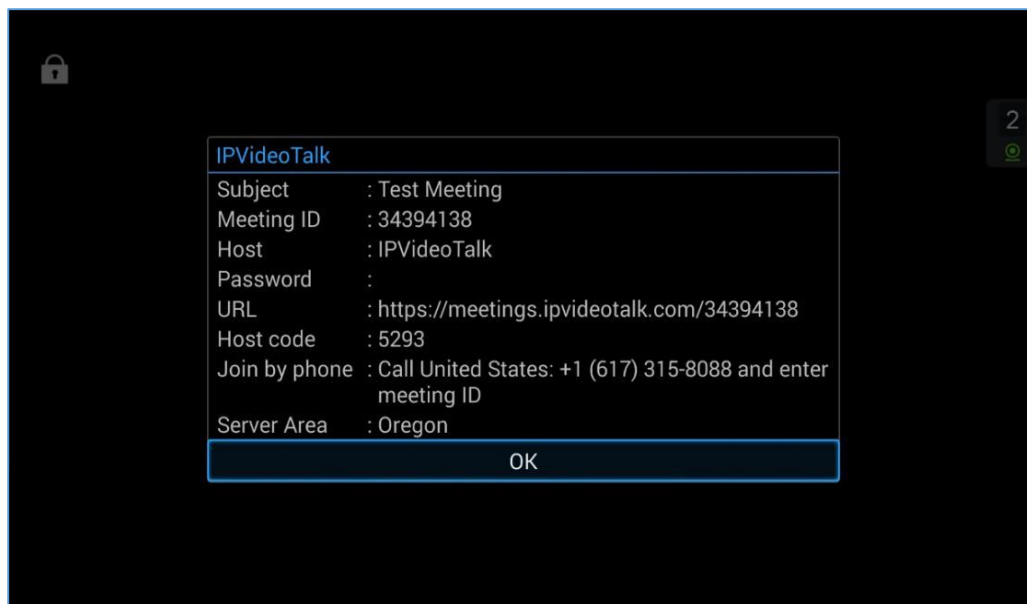 2
IPVideoTalk
Subject : Test Meeting
Meeting ID : 34394138
Host : IPVideoTalk
Password :
URL : https://meetings.ipvideotalk.com/34394138
Host code : 5293
Join by phone : Call United States: +1 (617) 315-8088 and enter
meeting ID
Server Area : Oregon
OK